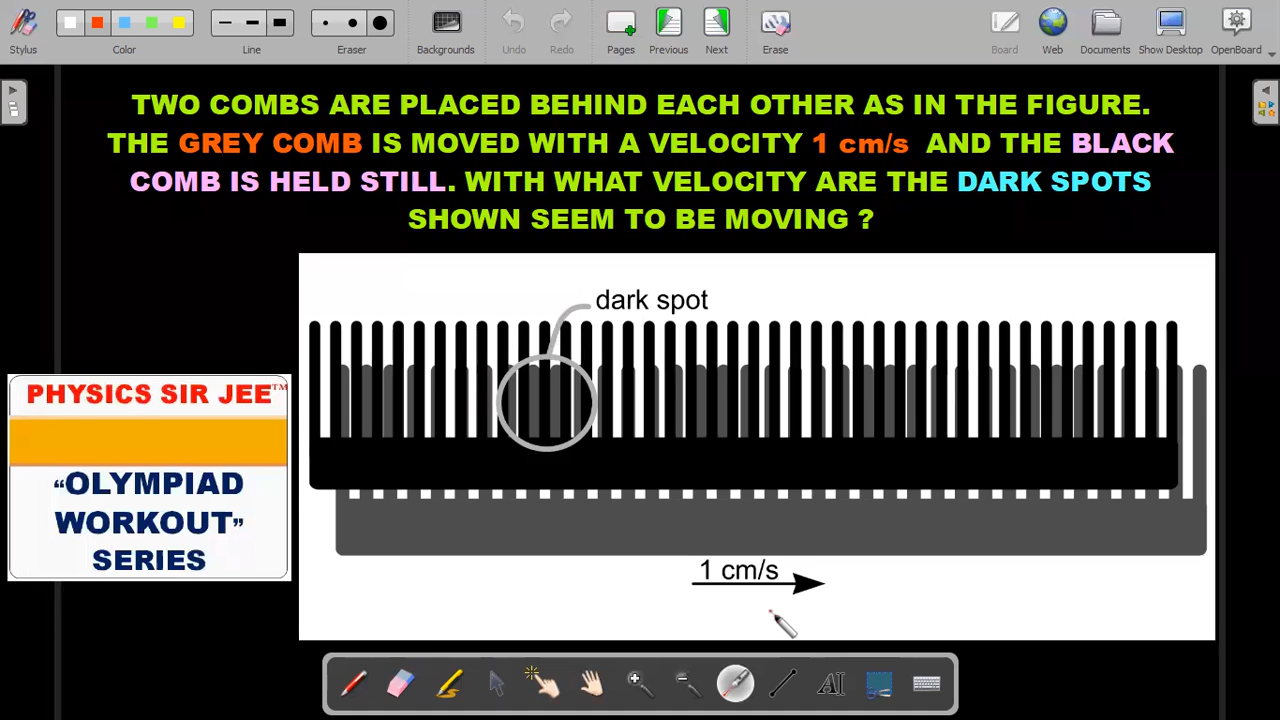 Stylus Color Line Eraser Backgrounds Undo Redo Pages Previous Next Erase Board Web Documents Show Desktop OpenBoard
TWO COMBS ARE PLACED BEHIND EACH OTHER AS IN THE FIGURE.
THE GREY COMB IS MOVED WITH A VELOCITY 1 cm/s AND THE BLACK
COMB IS HELD STILL. WITH WHAT VELOCITY ARE THE DARK SPOTS
SHOWN SEEM TO BE MOVING ?
dark spot
PHYSICS SIR JEE™
“OLYMPIAD
WORKOUT”
SERIES
1 cm/s
AI